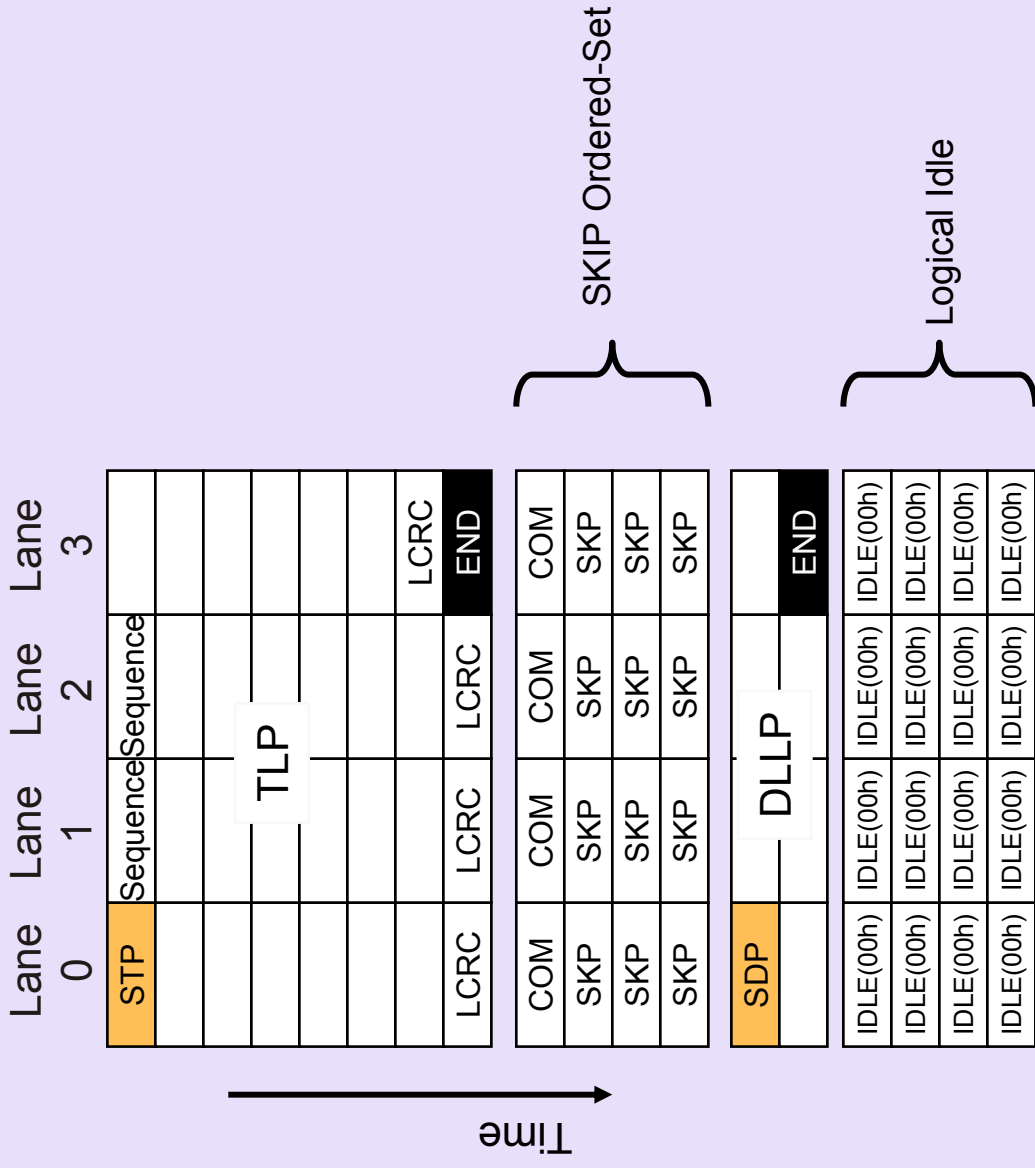 Lane Lane Lane Lane
0 1 2 3
STP Sequence Sequence
TLP
LCRC
LCRC LCRC LCRC END
COM COM COM COM
SKP SKP SKP SKP
SKP SKP SKP SKP
SKP SKP SKP SKP
SKIP Ordered-Set
SDP
DLLP
END
IDLE(00h) IDLE(00h) IDLE(00h) IDLE(00h)
IDLE(00h) IDLE(00h) IDLE(00h) IDLE(00h)
IDLE(00h) IDLE(00h) IDLE(00h) IDLE(00h)
IDLE(00h) IDLE(00h) IDLE(00h) IDLE(00h)
Logical Idle
Time